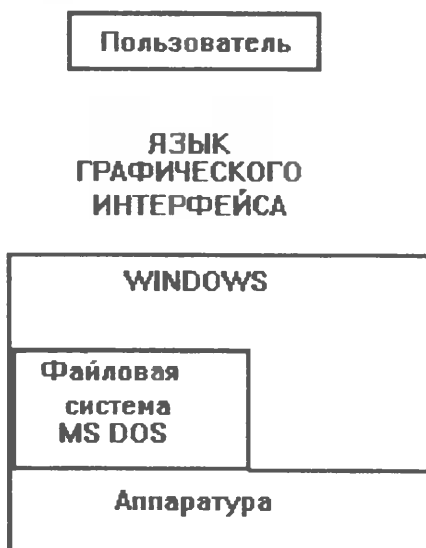 Пользователь
ЯЗЫК
ГРАФИЧЕСКОГО
ИНТЕРФЕЙСА
WINDOWS
Файловая
система
MS DOS
Аппаратура